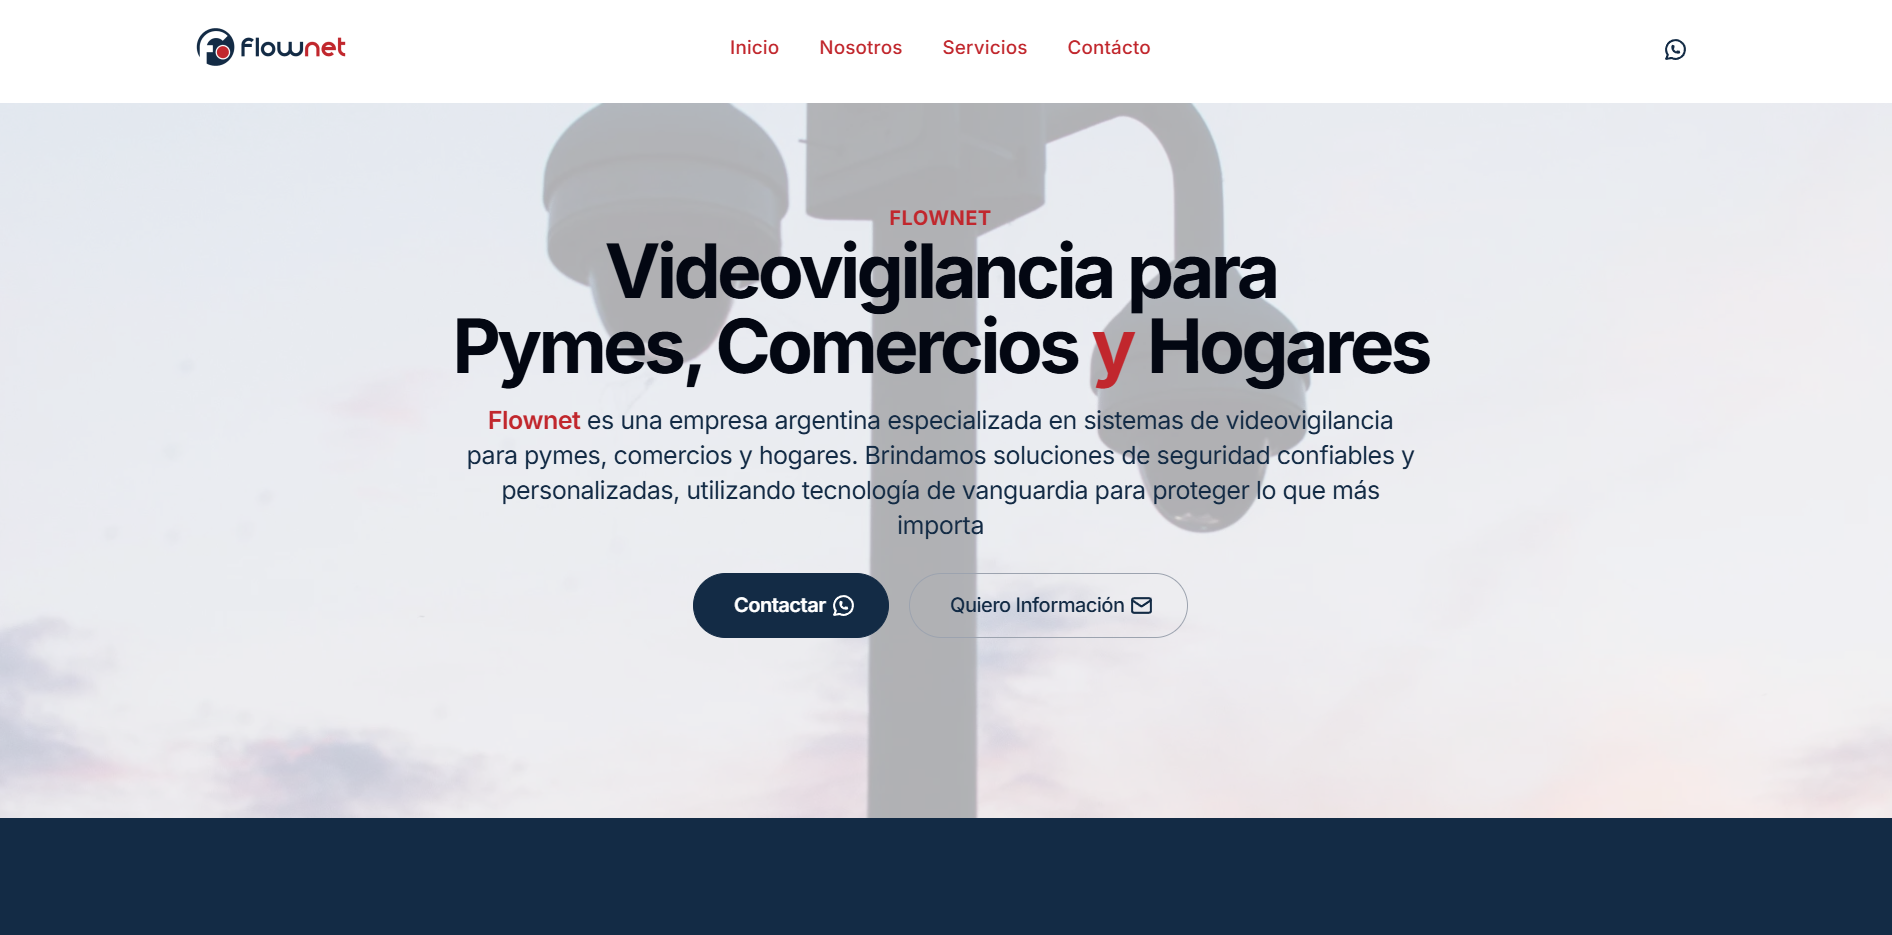 flownet
Inicio Nosotros Servicios Contácto
FLOWNET
Videovigilancia para
Pymes, Comercios y Hogares
Flownet es una empresa argentina especializada en sistemas de videovigilancia
para pymes, comercios y hogares. Brindamos soluciones de seguridad confiables y
personalizadas, utilizando tecnología de vanguardia para proteger lo que más
importa
Contactar Quiero Información